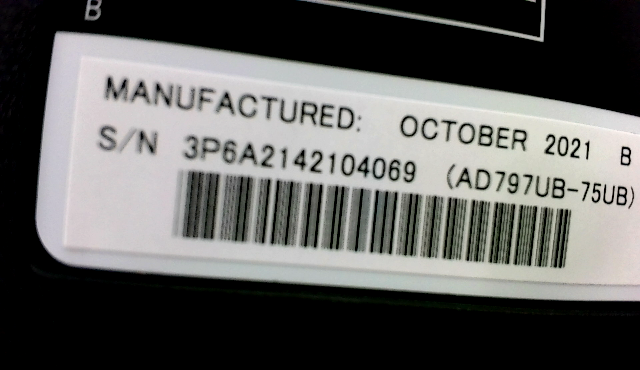 B
MANUFACTURED: OCTOBER 2021 B
S/N 3P6A2142104069 (AD797UB-75UB)